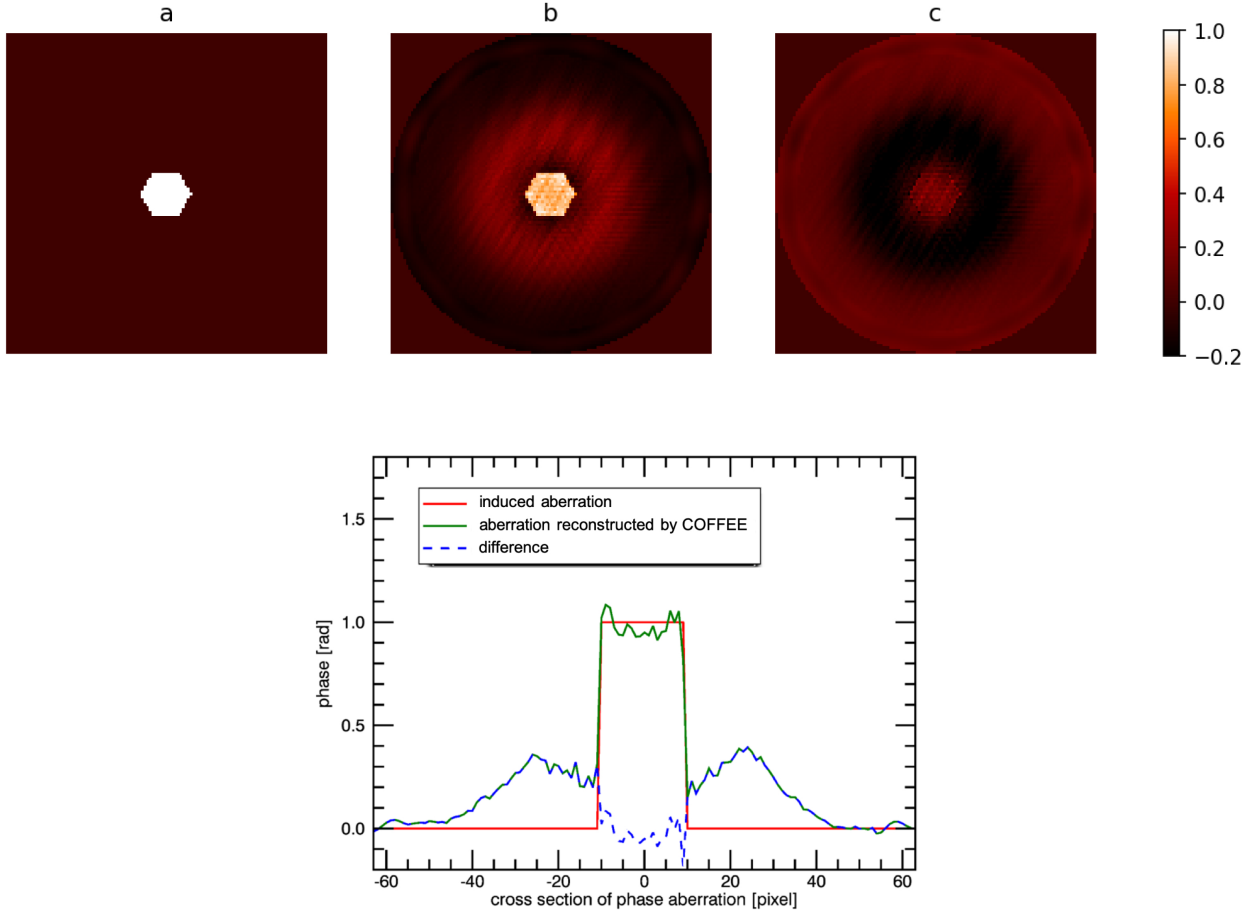 a b c
1.0
0.8
0.6
0.4
0.2
0.0
−0.2
induced aberration
aberration reconstructed by COFFEE
difference
1.5
1.0
0.5
0.0
phase [rad]
-60 -40 -20 0 20 40 60
cross section of phase aberration [pixel]